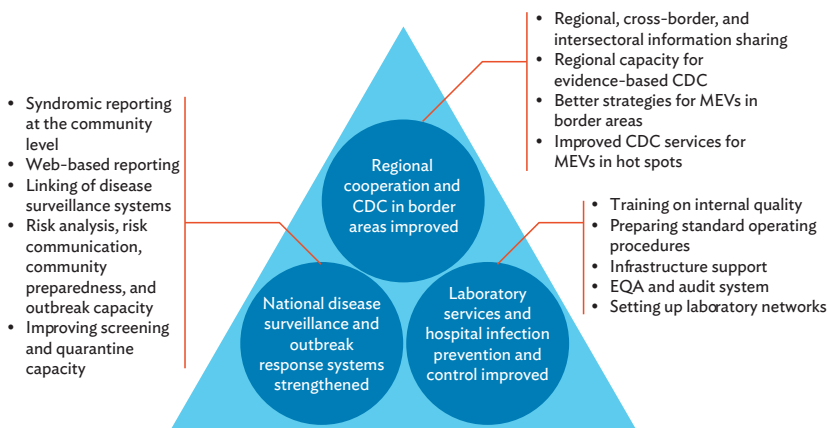 • Regional, cross-border, and
intersectoral information sharing
• Regional capacity for
evidence-based CDC
• Better strategies for MEVs in
border areas
• Improved CDC services for
MEVs in hot spots
• Syndromic reporting
at the community
level
• Web-based reporting
• Linking of disease
surveillance systems
• Risk analysis, risk
communication,
community
preparedness, and
outbreak capacity
• Improving screening
and quarantine
capacity
Regional
cooperation and
CDC in border
areas improved
• Training on internal quality
• Preparing standard operating
procedures
• Infrastructure support
• EQA and audit system
• Setting up laboratory networks
National disease
surveillance and
outbreak
response systems
strengthened
Laboratory
services and
hospital infection
prevention and
control improved